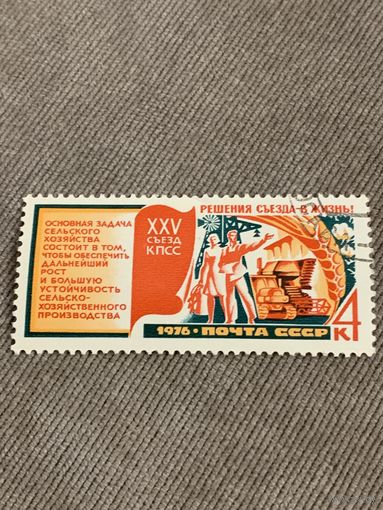 ОСНОВНАЯ ЗАДАЧА
СЕЛЬСКОГО
ХОЗЯЙСТВА
СОСТОИТ В ТОМ,
ЧТОБЫ ОБЕСПЕЧИТЬ
ДАЛЬНЕЙШИЙ
РОСТ
И БОЛЬШУЮ
УСТОЙЧИВОСТЬ
СЕЛЬСКО-
ХОЗЯЙСТВЕННОГО
ПРОИЗВОДСТВА
XXV
СЪЕЗД
КПСС
РЕШЕНИЯ СЪЕЗДА-В ЖИЗНЬ!
1976 • ПОЧТА СССР
4
К